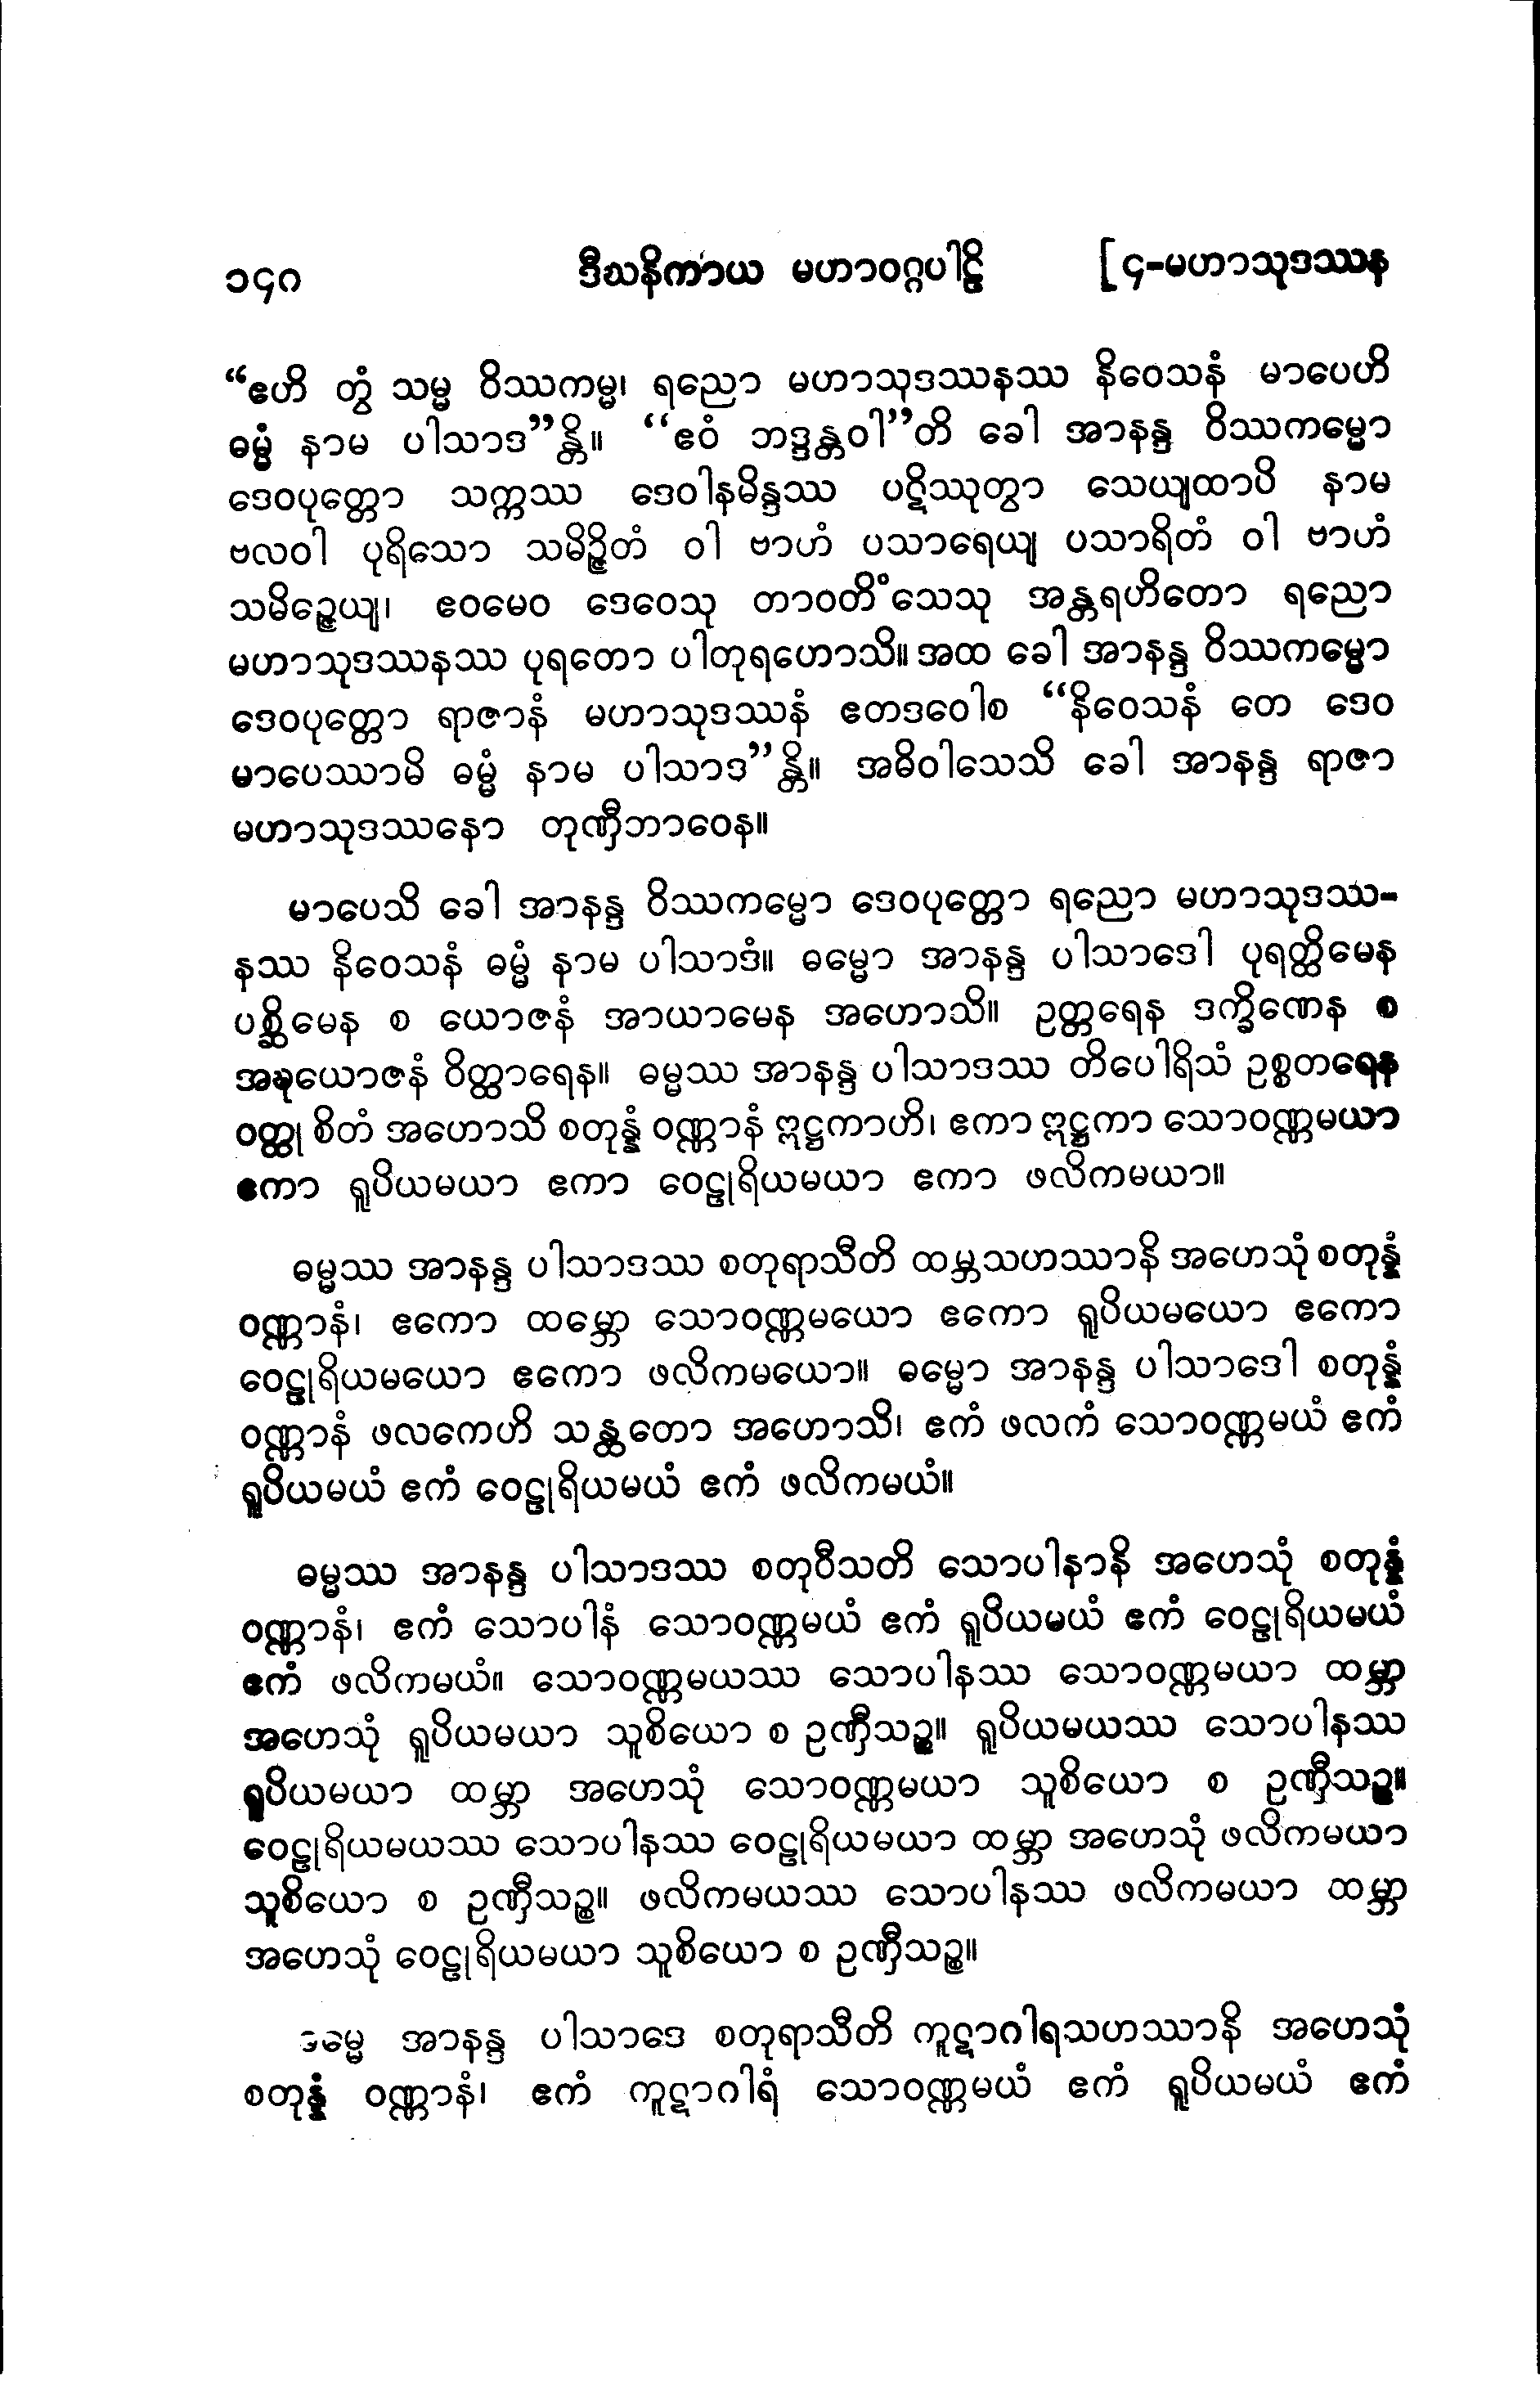 ၁၄၀ ဒီဃနိကာယ မဟာဝဂ္ဂပါဠိ [၄-မဟာသုဒဿန
“ဧဟိ တွံ သမ္မ ဝိဿကမ္မ၊ ရညော မဟာသုဒဿနဿ နိဝေသနံ မာပေဟိ
ဓမ္မံ နာမ ပါသာဒ”န္တိ။ “ဧဝံ ဘဒ္ဒန္တဝါ”တိ ခေါ အာနန္ဒ ဝိဿကမ္မော
ဒေဝပုတ္တော သက္ကဿ ဒေဝါနမိန္ဒဿ ပဋိဿုတွာ သေယျထာပိ နာမ
ဗလဝါ ပုရိသော သမိဉ္ဇိတံ ဝါ ဗာဟံ ပသာရေယျ ပသာရိတံ ဝါ ဗာဟံ
သမိဉ္ဇေယျ၊ ဧဝမေဝ ဒေဝေသု တာဝတိံသေသု အန္တရဟိတော ရညော
မဟာသုဒဿနဿ ပုရတော ပါတုရဟောသိ။ အထ ခေါ အာနန္ဒ ဝိဿကမ္မော
ဒေဝပုတ္တော ရာဇာနံ မဟာသုဒဿနံ ဧတဒဝေါစ “နိဝေသနံ တေ ဒေဝ
မာပေဿာမိ ဓမ္မံ နာမ ပါသာဒ”န္တိ။ အဓိဝါသေသိ ခေါ အာနန္ဒ ရာဇာ
မဟာသုဒဿနော တုဏှီဘာဝေန။
မာပေသိ ခေါ အာနန္ဒ ဝိဿကမ္မော ဒေဝပုတ္တော ရညော မဟာသုဒဿ-
နဿ နိဝေသနံ ဓမ္မံ နာမ ပါသာဒံ။ ဓမ္မော အာနန္ဒ ပါသာဒေါ ပုရတ္ထိမေန
ပစ္ဆိမေန စ ယောဇနံ အာယာမေန အဟောသိ။ ဥတ္တရေန ဒက္ခိဏေန စ
အဍ္ဎယောဇနံ ဝိတ္ထာရေန။ ဓမ္မဿ အာနန္ဒ ပါသာဒဿ တိပေါရိသံ ဥစ္စတရေန
ဝတ္ထု စိတံ အဟောသိ စတုန္နံ ဝဏ္ဏာနံ ဣဋ္ဌကာဟိ၊ ဧကာ ဣဋ္ဌကာ သောဝဏ္ဏမယာ
ဧကာ ရူပိယမယာ ဧကာ ဝေဠုရိယမယာ ဧကာ ဖလိကမယာ။
ဓမ္မဿ အာနန္ဒ ပါသာဒဿ စတုရာသီတိ ထမ္ဘသဟဿာနိ အဟေသုံ စတုန္နံ
ဝဏ္ဏာနံ၊ ဧကော ထမ္ဘော သောဝဏ္ဏမယော ဧကော ရူပိယမယော ဧကော
ဝေဠုရိယမယော ဧကော ဖလိကမယော။ ဓမ္မော အာနန္ဒ ပါသာဒေါ စတုန္နံ
ဝဏ္ဏာနံ ဖလကေဟိ သန္ထတော အဟောသိ၊ ဧကံ ဖလကံ သောဝဏ္ဏမယံ ဧကံ
ရူပိယမယံ ဧကံ ဝေဠုရိယမယံ ဧကံ ဖလိကမယံ။
ဓမ္မဿ အာနန္ဒ ပါသာဒဿ စတုဝီသတိ သောပါနာနိ အဟေသုံ စတုန္နံ
ဝဏ္ဏာနံ၊ ဧကံ သောပါနံ သောဝဏ္ဏမယံ ဧကံ ရူပိယမယံ ဧကံ ဝေဠုရိယမယံ
ဧကံ ဖလိကမယံ။ သောဝဏ္ဏမယဿ သောပါနဿ သောဝဏ္ဏမယာ ထမ္ဘာ
အဟေသုံ ရူပိယမယာ သူစိယော စ ဥဏှီသဉ္စ။ ရူပိယမယဿ သောပါနဿ
ရူပိယမယာ ထမ္ဘာ အဟေသုံ သောဝဏ္ဏမယာ သူစိယော စ ဥဏှီသဉ္စ။
ဝေဠုရိယမယဿ သောပါနဿ ဝေဠုရိယမယာ ထမ္ဘာ အဟေသုံ ဖလိကမယာ
သူစိယော စ ဥဏှီသဉ္စ။ ဖလိကမယဿ သောပါနဿ ဖလိကမယာ ထမ္ဘာ
အဟေသုံ ဝေဠုရိယမယာ သူစိယော စ ဥဏှီသဉ္စ။
ဓမ္မေ အာနန္ဒ ပါသာဒေ စတုရာသီတိ ကူဋာဂါရသဟဿာနိ အဟေသုံ
စတုန္နံ ဝဏ္ဏာနံ၊ ဧကံ ကူဋာဂါရံ သောဝဏ္ဏမယံ ဧကံ ရူပိယမယံ ဧကံ